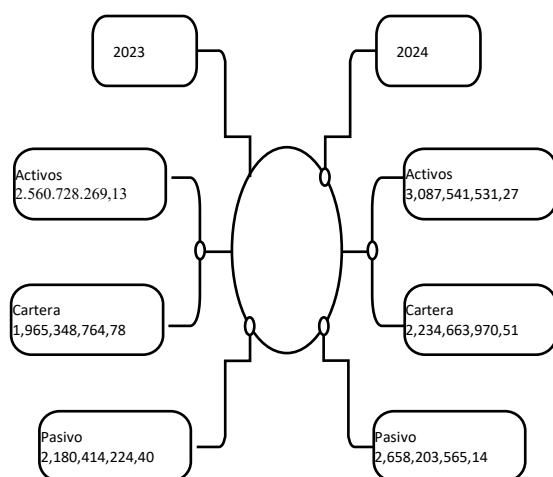 2023
2024
Activos
2.560.728.269,13
Activos
3,087,541,531,27
Cartera
1,965,348,764,78
Cartera
2,234,663,970,51
Pasivo
2,180,414,224,40
Pasivo
2,658,203,565,14